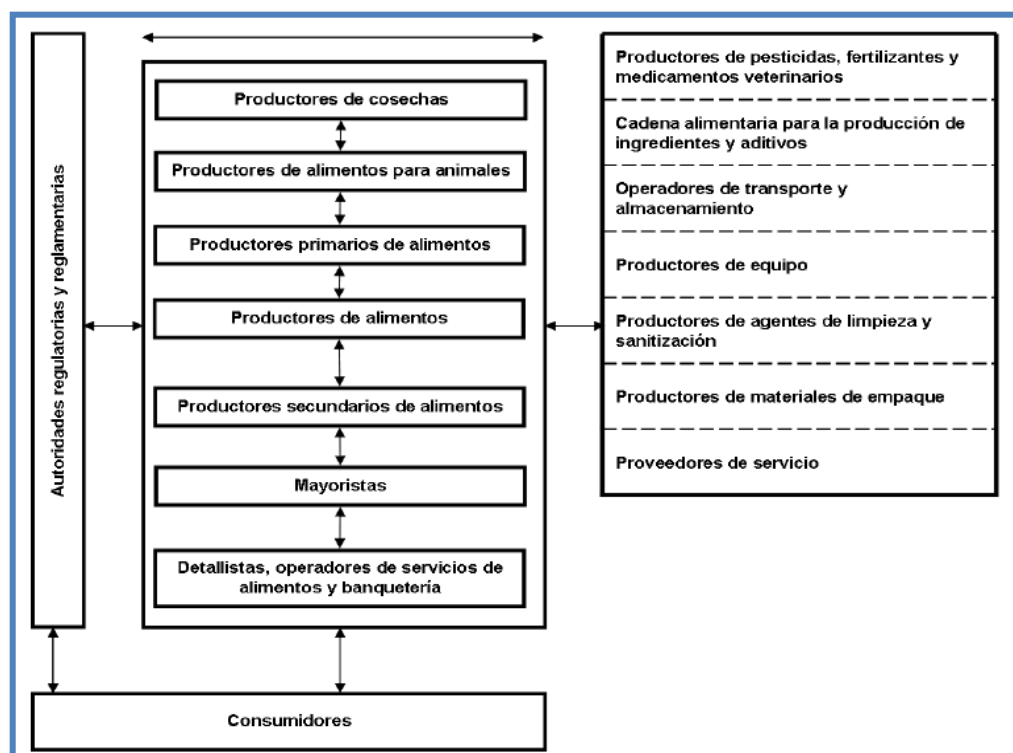 Autoridades regulatorias y reglamentarias
Productores de cosechas
Productores de alimentos para animales
Productores primarios de alimentos
Productores de alimentos
Productores secundarios de alimentos
Mayoristas
Detallistas, operadores de servicios de
alimentos y banquetería
Productores de pesticidas, fertilizantes y
medicamentos veterinarios
Cadena alimentaria para la producción de
ingredientes y aditivos
Operadores de transporte y
almacenamiento
Productores de equipo
Productores de agentes de limpieza y
sanitización
Productores de materiales de empaque
Proveedores de servicio
Consumidores